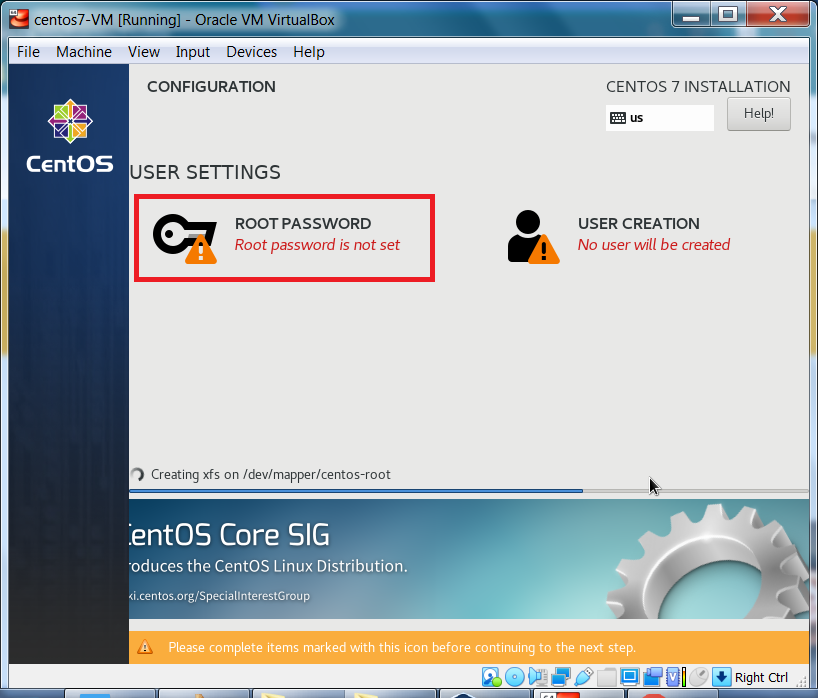 centos7-VM [Running] - Oracle VM VirtualBox
File Machine View Input Devices Help
CentOS
CONFIGURATION
CENTOS 7 INSTALLATION
us
Help!
USER SETTINGS
ROOT PASSWORD
Root password is not set
USER CREATION
No user will be created
Creating xfs on /dev/mapper/centos-root
CentOS Core SIG
roduces the CentOS Linux Distribution.
ki.centos.org/SpecialInterestGroup
Please complete items marked with this icon before continuing to the next step.
Right Ctrl